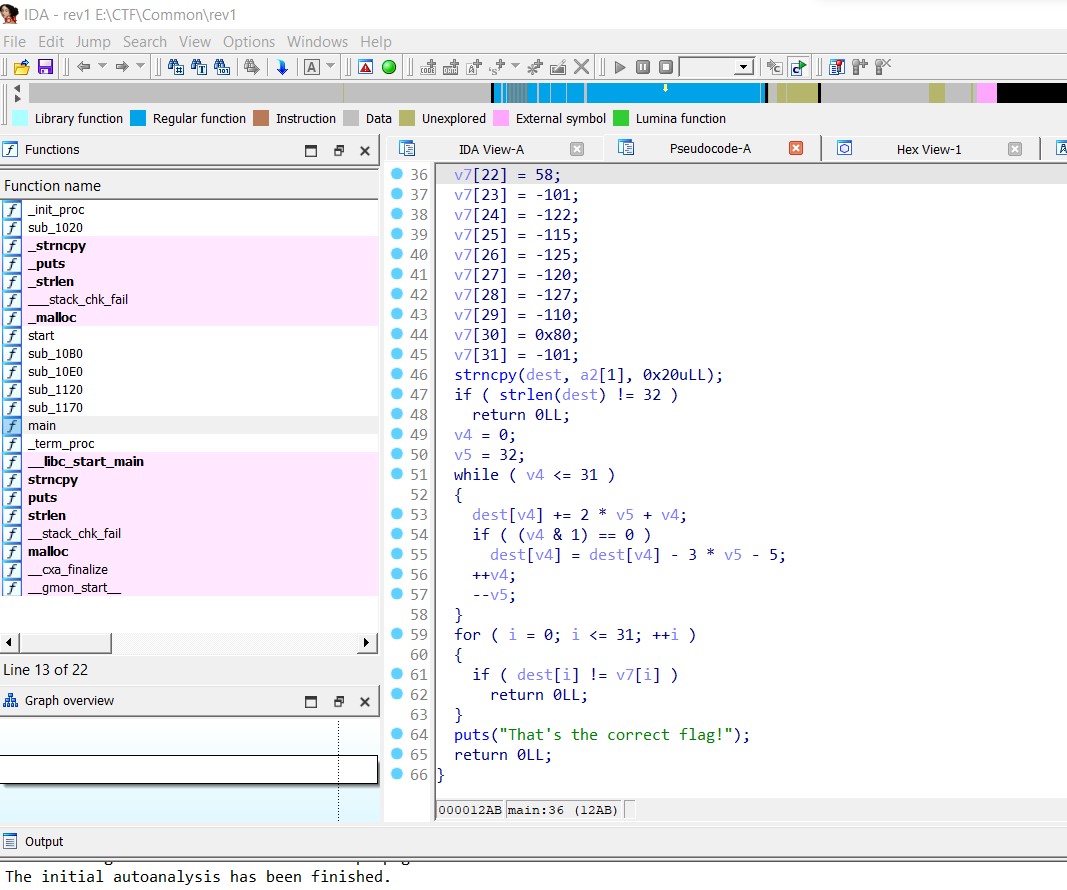 IDA - rev1 E:\CTF\Common\rev1
File Edit Jump Search View Options Windows Help
Library function Regular function Instruction Data Unexplored External symbol Lumina function
Functions
IDA View-A Pseudocode-A Hex View-1
Function name
_init_proc
sub_1020
_strncpy
_puts
_strlen
___stack_chk_fail
_malloc
start
sub_10B0
sub_10E0
sub_1120
sub_1170
main
_term_proc
__libc_start_main
strncpy
puts
strlen
__stack_chk_fail
malloc
__cxa_finalize
__gmon_start__
Line 13 of 22
Graph overview
36 v7[22] = 58;
37 v7[23] = -101;
38 v7[24] = -122;
39 v7[25] = -115;
40 v7[26] = -125;
41 v7[27] = -120;
42 v7[28] = -127;
43 v7[29] = -110;
44 v7[30] = 0x80;
45 v7[31] = -101;
46 strncpy(dest, a2[1], 0x20uLL);
47 if ( strlen(dest) != 32 )
48 return 0LL;
49 v4 = 0;
50 v5 = 32;
51 while ( v4 <= 31 )
52 {
53 dest[v4] += 2 * v5 + v4;
54 if ( (v4 & 1) == 0 )
55 dest[v4] = dest[v4] - 3 * v5 - 5;
56 ++v4;
57 --v5;
58 }
59 for ( i = 0; i <= 31; ++i )
60 {
61 if ( dest[i] != v7[i] )
62 return 0LL;
63 }
64 puts("That's the correct flag!");
65 return 0LL;
66 }
000012AB main:36 (12AB)
Output
The initial autoanalysis has been finished.